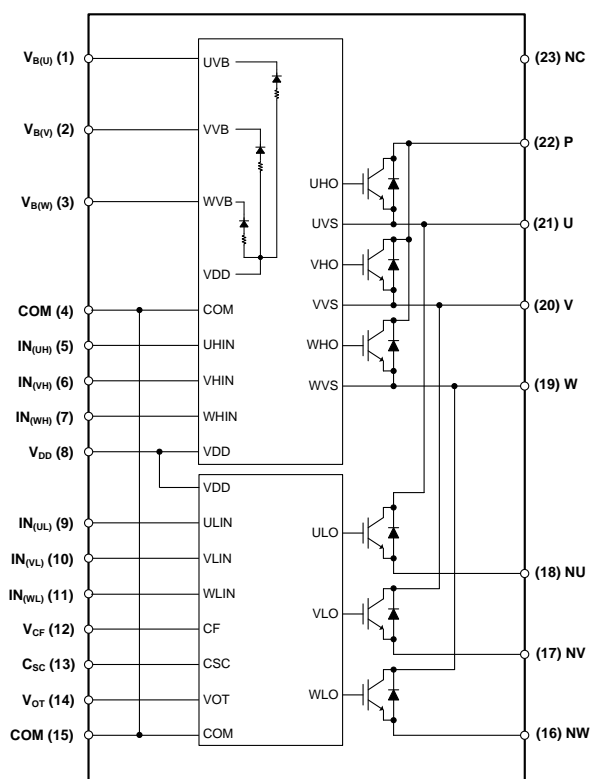 V_B(U) (1)
V_B(V) (2)
V_B(W) (3)
COM (4)
IN_(UH) (5)
IN_(VH) (6)
IN_(WH) (7)
V_DD (8)
IN_(UL) (9)
IN_(VL) (10)
IN_(WL) (11)
V_CF (12)
C_SC (13)
V_OT (14)
COM (15)
UVB
VVB
WVB
VDD
COM
UHIN
VHIN
WHIN
VDD
UHO
UVS
VHO
VVS
WHO
WVS
VDD
ULIN
VLIN
WLIN
CF
CSC
VOT
COM
ULO
VLO
WLO
(23) NC
(22) P
(21) U
(20) V
(19) W
(18) NU
(17) NV
(16) NW